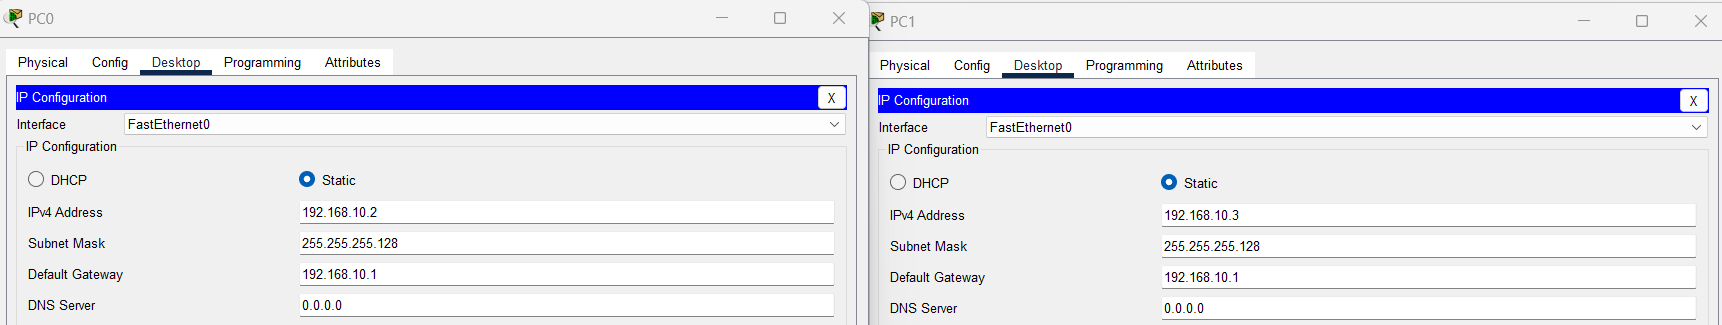 PC0
Physical Config Desktop Programming Attributes
IP Configuration X
Interface FastEthernet0
IP Configuration
DHCP Static
IPv4 Address 192.168.10.2
Subnet Mask 255.255.255.128
Default Gateway 192.168.10.1
DNS Server 0.0.0.0
PC1
Physical Config Desktop Programming Attributes
IP Configuration X
Interface FastEthernet0
IP Configuration
DHCP Static
IPv4 Address 192.168.10.3
Subnet Mask 255.255.255.128
Default Gateway 192.168.10.1
DNS Server 0.0.0.0